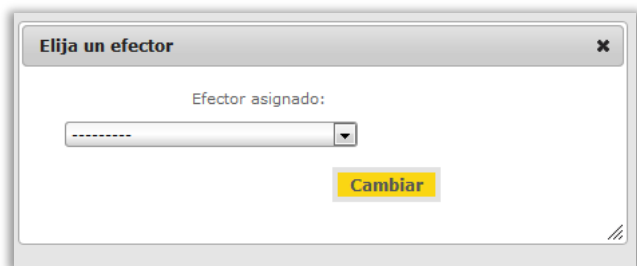 Elija un efector
Efector asignado:
---------
Cambiar